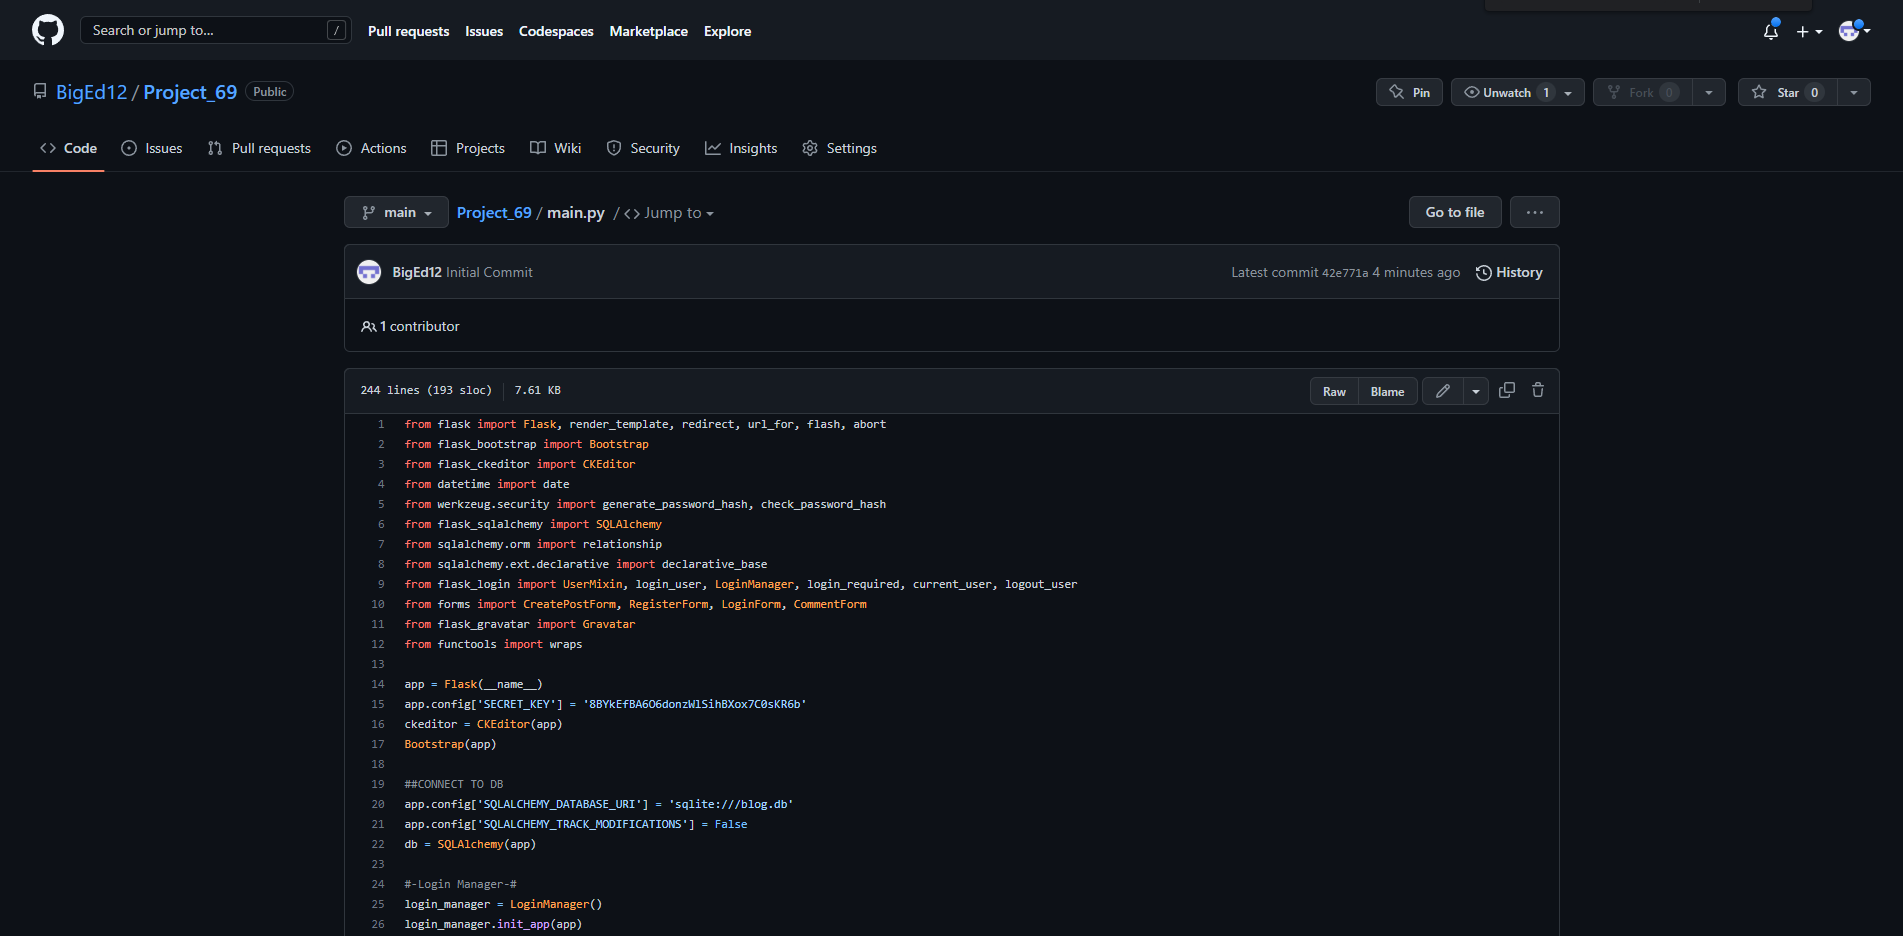 Search or jump to... /
Pull requests Issues Codespaces Marketplace Explore
BigEd12 / Project_69 Public
Pin Unwatch 1 Fork 0 Star 0
Code Issues Pull requests Actions Projects Wiki Security Insights Settings
main Project_69 / main.py / <> Jump to
Go to file ...
BigEd12 Initial Commit Latest commit 42e771a 4 minutes ago History
1 contributor
244 lines (193 sloc) 7.61 KB Raw Blame
1 from flask import Flask, render_template, redirect, url_for, flash, abort
2 from flask_bootstrap import Bootstrap
3 from flask_ckeditor import CKEditor
4 from datetime import date
5 from werkzeug.security import generate_password_hash, check_password_hash
6 from flask_sqlalchemy import SQLAlchemy
7 from sqlalchemy.orm import relationship
8 from sqlalchemy.ext.declarative import declarative_base
9 from flask_login import UserMixin, login_user, LoginManager, login_required, current_user, logout_user
10 from forms import CreatePostForm, RegisterForm, LoginForm, CommentForm
11 from flask_gravatar import Gravatar
12 from functools import wraps
13
14 app = Flask(__name__)
15 app.config['SECRET_KEY'] = '8BYkEfBA6O6donzWlSihBXox7C0sKR6b'
16 ckeditor = CKEditor(app)
17 Bootstrap(app)
18
19 ##CONNECT TO DB
20 app.config['SQLALCHEMY_DATABASE_URI'] = 'sqlite:///blog.db'
21 app.config['SQLALCHEMY_TRACK_MODIFICATIONS'] = False
22 db = SQLAlchemy(app)
23
24 #-Login Manager-#
25 login_manager = LoginManager()
26 login_manager.init_app(app)